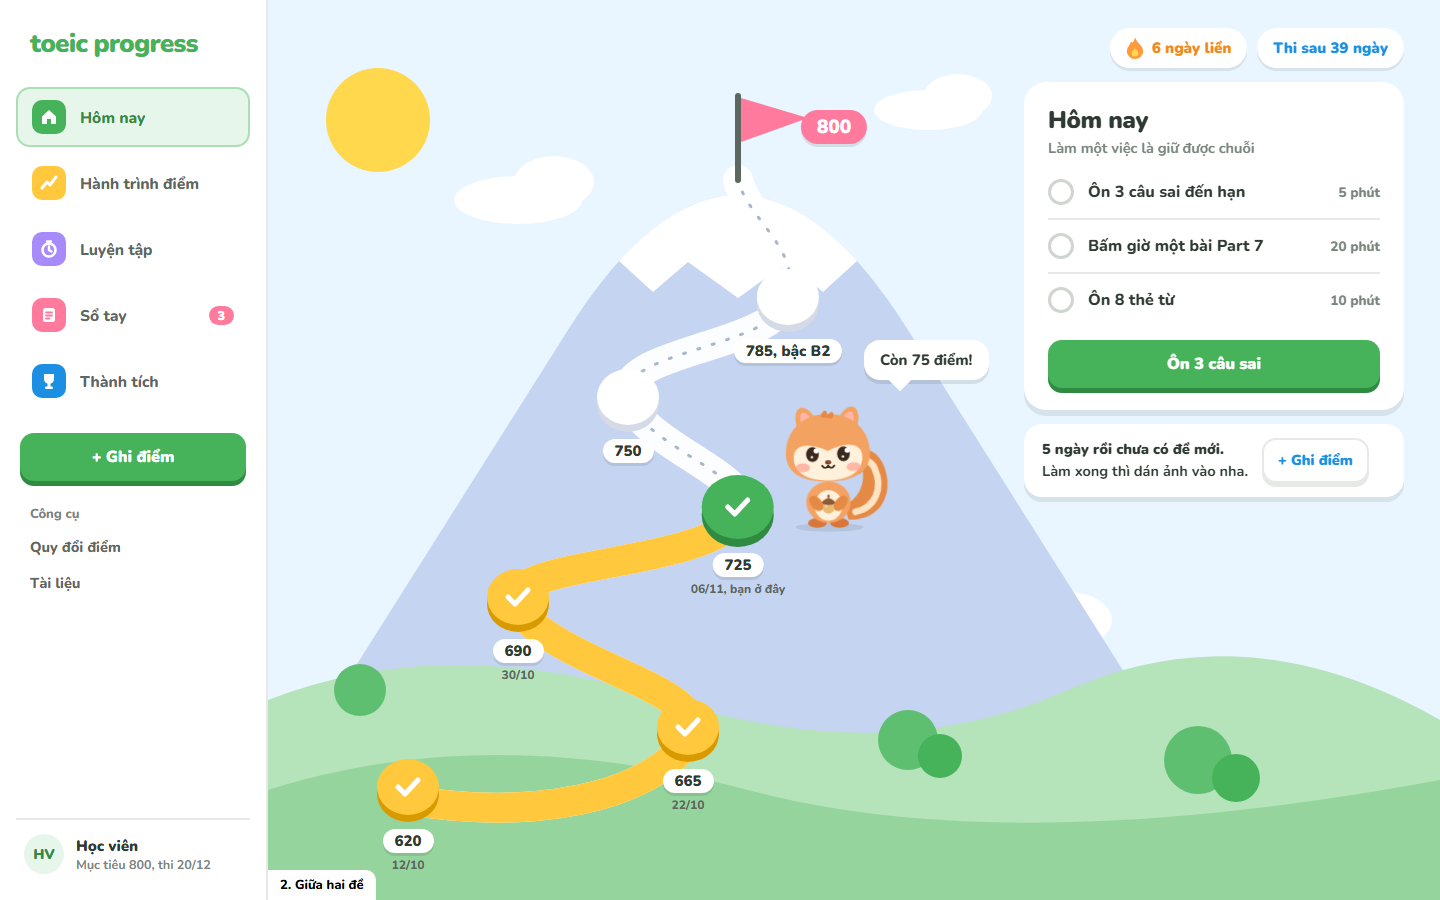 toeic progress
Hôm nay
Hành trình điểm
Luyện tập
Sổ tay
3
Thành tích
+ Ghi điểm
Công cụ
Quy đổi điểm
Tài liệu
HV
Học viên
Mục tiêu 800, thi 20/12
800
785, bậc B2
Còn 75 điểm!
750
725
06/11, bạn ở đây
690
30/10
665
22/10
620
12/10
2. Giữa hai đề
6 ngày liền
Thi sau 39 ngày
Hôm nay
Làm một việc là giữ được chuỗi
Ôn 3 câu sai đến hạn
5 phút
Bấm giờ một bài Part 7
20 phút
Ôn 8 thẻ từ
10 phút
Ôn 3 câu sai
5 ngày rồi chưa có đề mới.
Làm xong thì dán ảnh vào nha.
+ Ghi điểm